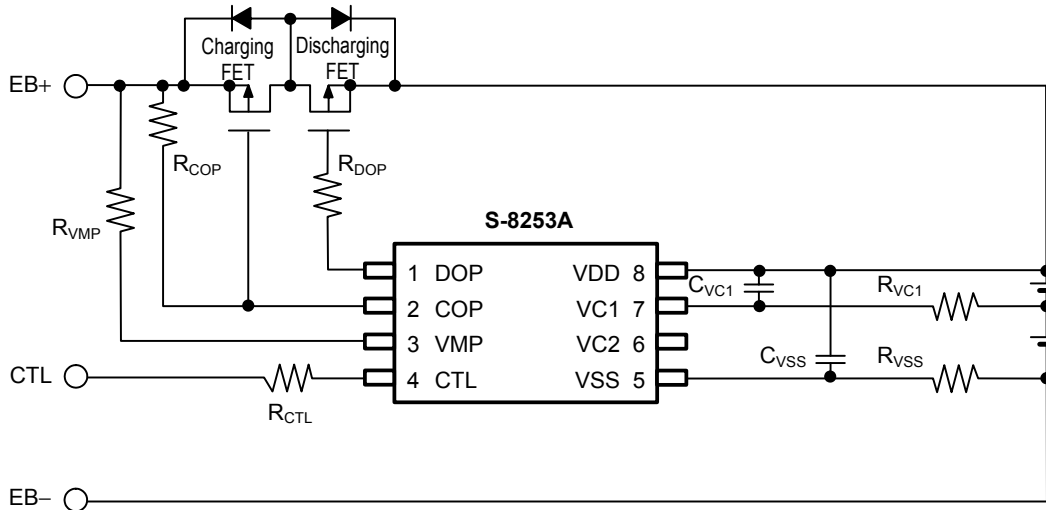 Charging
FET
Discharging
FET
EB+
RCOP
RDOP
RVMP
S-8253A
1 DOP
VDD 8
2 COP
VC1 7
3 VMP
VC2 6
4 CTL
VSS 5
CVC1
RVC1
CVSS
RVSS
CTL
RCTL
EB−